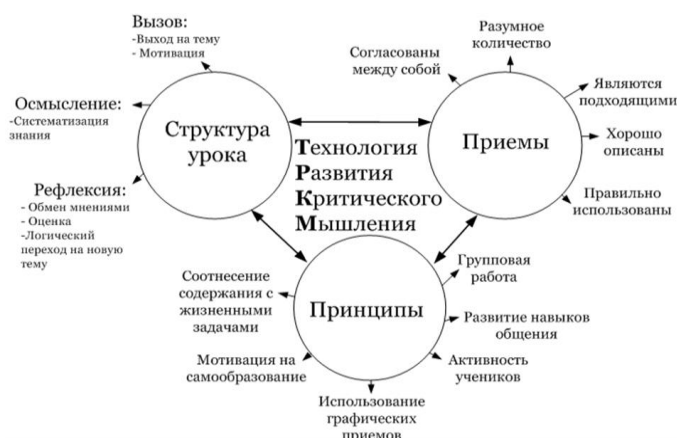 Вызов:
-Выход на тему
- Мотивация
Осмысление:
-Систематизация
знания
Рефлексия:
- Обмен мнениями
- Оценка
-Логический
переход на новую
тему
Структура
урока
Технология
Развития
Критического
Мышления
Согласованы
между собой
Разумное
количество
Являются
подходящими
Хорошо
описаны
Правильно
использованы
Приемы
Принципы
Соотнесение
содержания с
жизненными
задачами
Мотивация на
самообразование
Использование
графических
приемов
Активность
учеников
Развитие навыков
общения
Групповая
работа